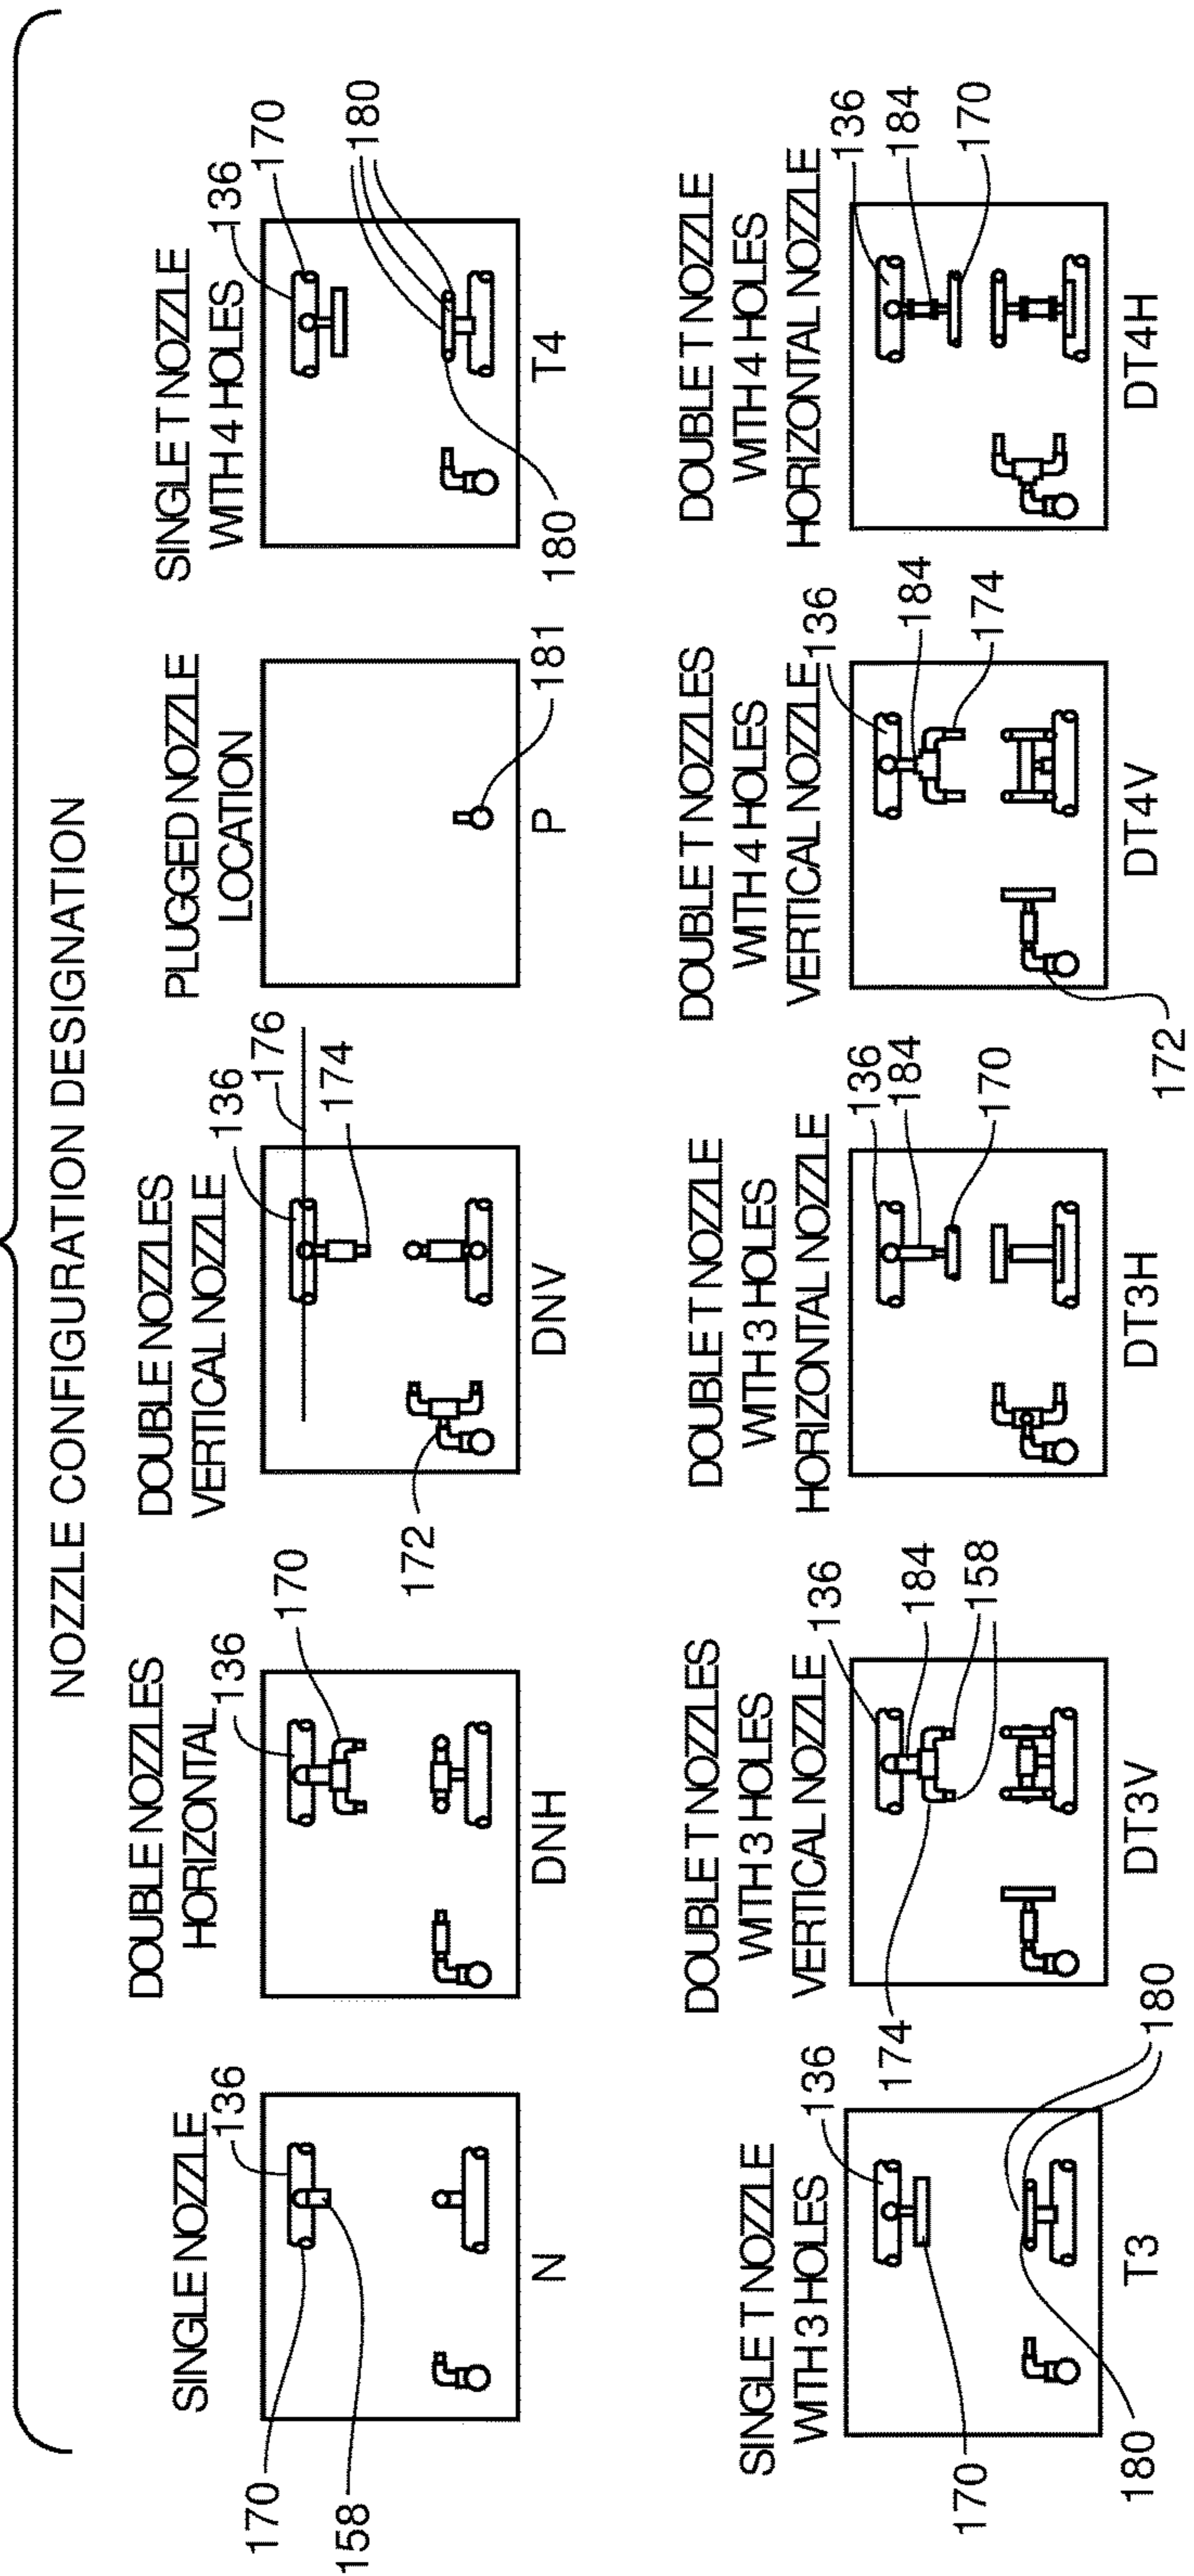 NOZZLE CONFIGURATION DESIGNATION
SINGLE NOZZLE
136
170
158
N
DOUBLE NOZZLES
HORIZONTAL
136
170
DNH
DOUBLE NOZZLES
VERTICAL NOZZLE
136
176
174
172
DNV
PLUGGED NOZZLE
LOCATION
181
P
SINGLE T NOZZLE
WITH 4 HOLES
136
170
180
180
T4
SINGLE T NOZZLE
WITH 3 HOLES
136
170
180
180
T3
DOUBLE T NOZZLES
WITH 3 HOLES
VERTICAL NOZZLE
136
184
158
174
DT3V
DOUBLE T NOZZLE
WITH 3 HOLES
HORIZONTAL NOZZLE
136
184
170
DT3H
DOUBLE T NOZZLES
WITH 4 HOLES
VERTICAL NOZZLE
136
184
174
172
DT4V
DOUBLE T NOZZLE
WITH 4 HOLES
HORIZONTAL NOZZLE
136
184
170
DT4H